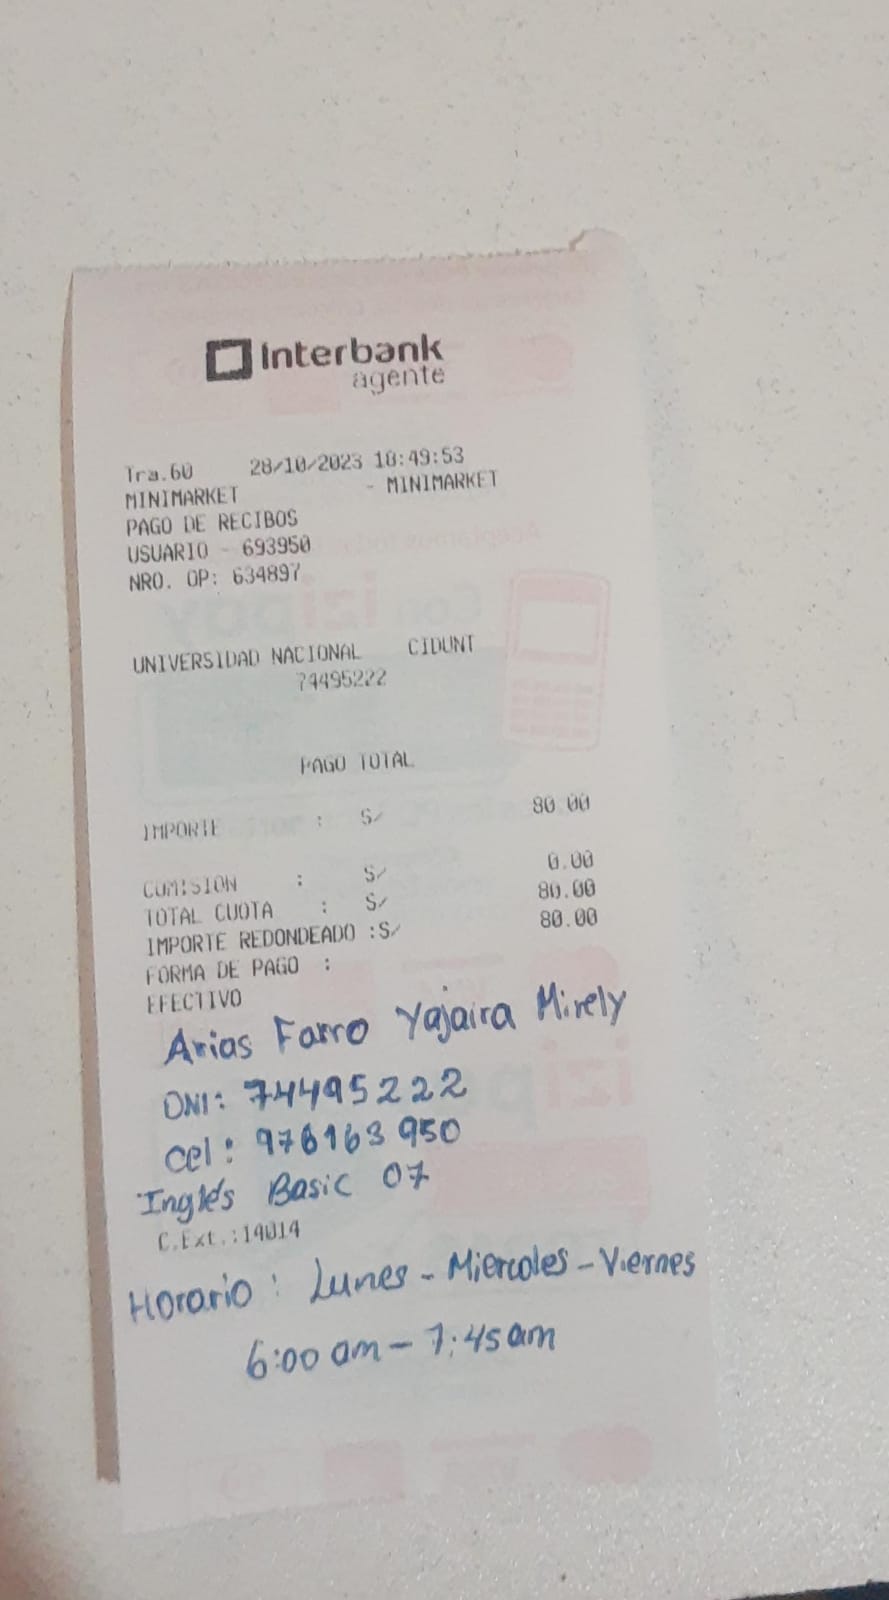 Interbank
agente
Tra.60 28/10/2023 18:49:53
MINIMARKET - MINIMARKET
PAGO DE RECIBOS
USUARIO - 693950
NRO. OP: 634897
UNIVERSIDAD NACIONAL CIDUNT
74495222
PAGO TOTAL
IMPORTE : S/ 80.00
COMISION : S/ 0.00
TOTAL CUOTA : S/ 80.00
IMPORTE REDONDEADO :S/ 80.00
FORMA DE PAGO :
EFECTIVO
Arias Farro Yajaira Mirely
DNI: 74495222
Cel: 976163950
Inglés Basic 07
C.Ext.:14014
Horario: Lunes - Miercoles - Viernes
6:00 am - 7:45 am